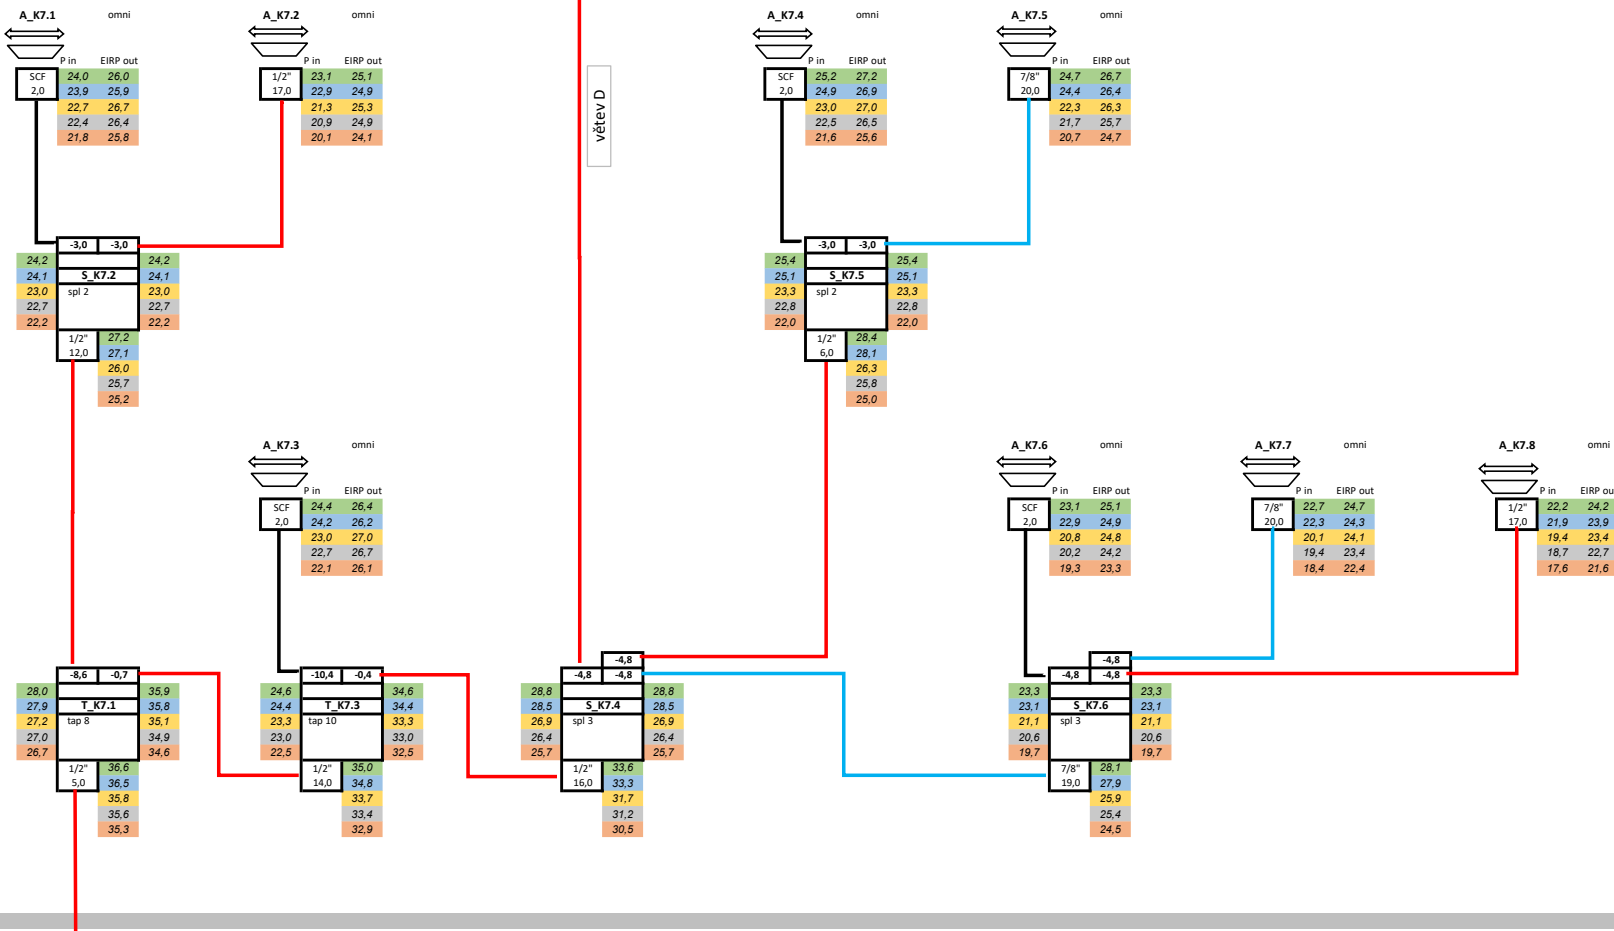 A_K7.1 omni A_K7.2 omni A_K7.4 omni A_K7.5 omni
P in EIRP out P in EIRP out P in EIRP out P in EIRP out
SCF 24,0 26,0 1/2" 23,1 25,1 SCF 25,2 27,2 7/8" 24,7 26,7
2,0 23,9 25,9 17,0 22,9 24,9 2,0 24,9 26,9 20,0 24,4 26,4
22,7 26,7 21,3 25,3 23,0 27,0 22,3 26,3
22,4 26,4 20,9 24,9 22,5 26,5 21,7 25,7
21,8 25,8 20,1 24,1 21,6 25,6 20,7 24,7
větev D
-3,0 -3,0 -3,0 -3,0
24,2 24,2 25,4 25,4
24,1 S_K7.2 24,1 25,1 S_K7.5 25,1
23,0 spl 2 23,0 23,3 spl 2 23,3
22,7 22,7 22,8 22,8
22,2 22,2 22,0 22,0
1/2" 27,2 1/2" 28,4
12,0 27,1 6,0 28,1
26,0 26,3
25,7 25,8
25,2 25,0
A_K7.3 omni A_K7.6 omni A_K7.7 omni A_K7.8 omni
P in EIRP out P in EIRP out P in EIRP out P in EIRP ou
SCF 24,4 26,4 SCF 23,1 25,1 7/8" 22,7 24,7 1/2" 22,2 24,2
2,0 24,2 26,2 2,0 22,9 24,9 20,0 22,3 24,3 17,0 21,9 23,9
23,0 27,0 20,8 24,8 20,1 24,1 19,4 23,4
22,7 26,7 20,2 24,2 19,4 23,4 18,7 22,7
22,1 26,1 19,3 23,3 18,4 22,4 17,6 21,6
-4,8 -4,8
-8,6 -0,7 -10,4 -0,4 -4,8 -4,8 -4,8 -4,8
28,0 35,9 24,6 34,6 28,8 28,8 23,3 23,3
27,9 T_K7.1 35,8 24,4 T_K7.3 34,4 28,5 S_K7.4 28,5 23,1 S_K7.6 23,1
27,2 tap 8 35,1 23,3 tap 10 33,3 26,9 spl 3 26,9 21,1 spl 3 21,1
27,0 34,9 23,0 33,0 26,4 26,4 20,6 20,6
26,7 34,6 22,5 32,5 25,7 25,7 19,7 19,7
1/2" 36,6 1/2" 35,0 1/2" 33,6 7/8" 28,1
5,0 36,5 14,0 34,8 16,0 33,3 19,0 27,9
35,8 33,7 31,7 25,9
35,6 33,4 31,2 25,4
35,3 32,9 30,5 24,5